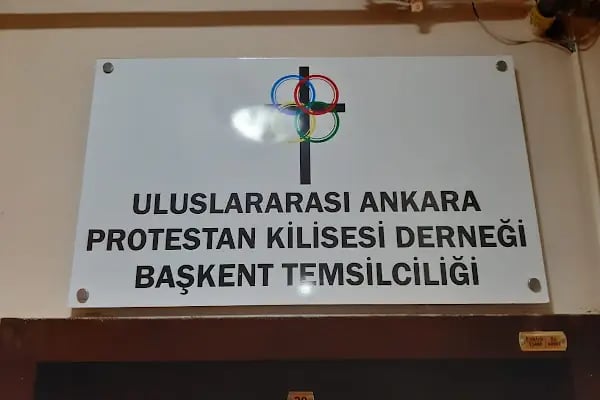 ULUSLARARASI ANKARA
PROTESTAN KİLİSESİ DERNEĞİ
BAŞKENT TEMSİLCİLİĞİ